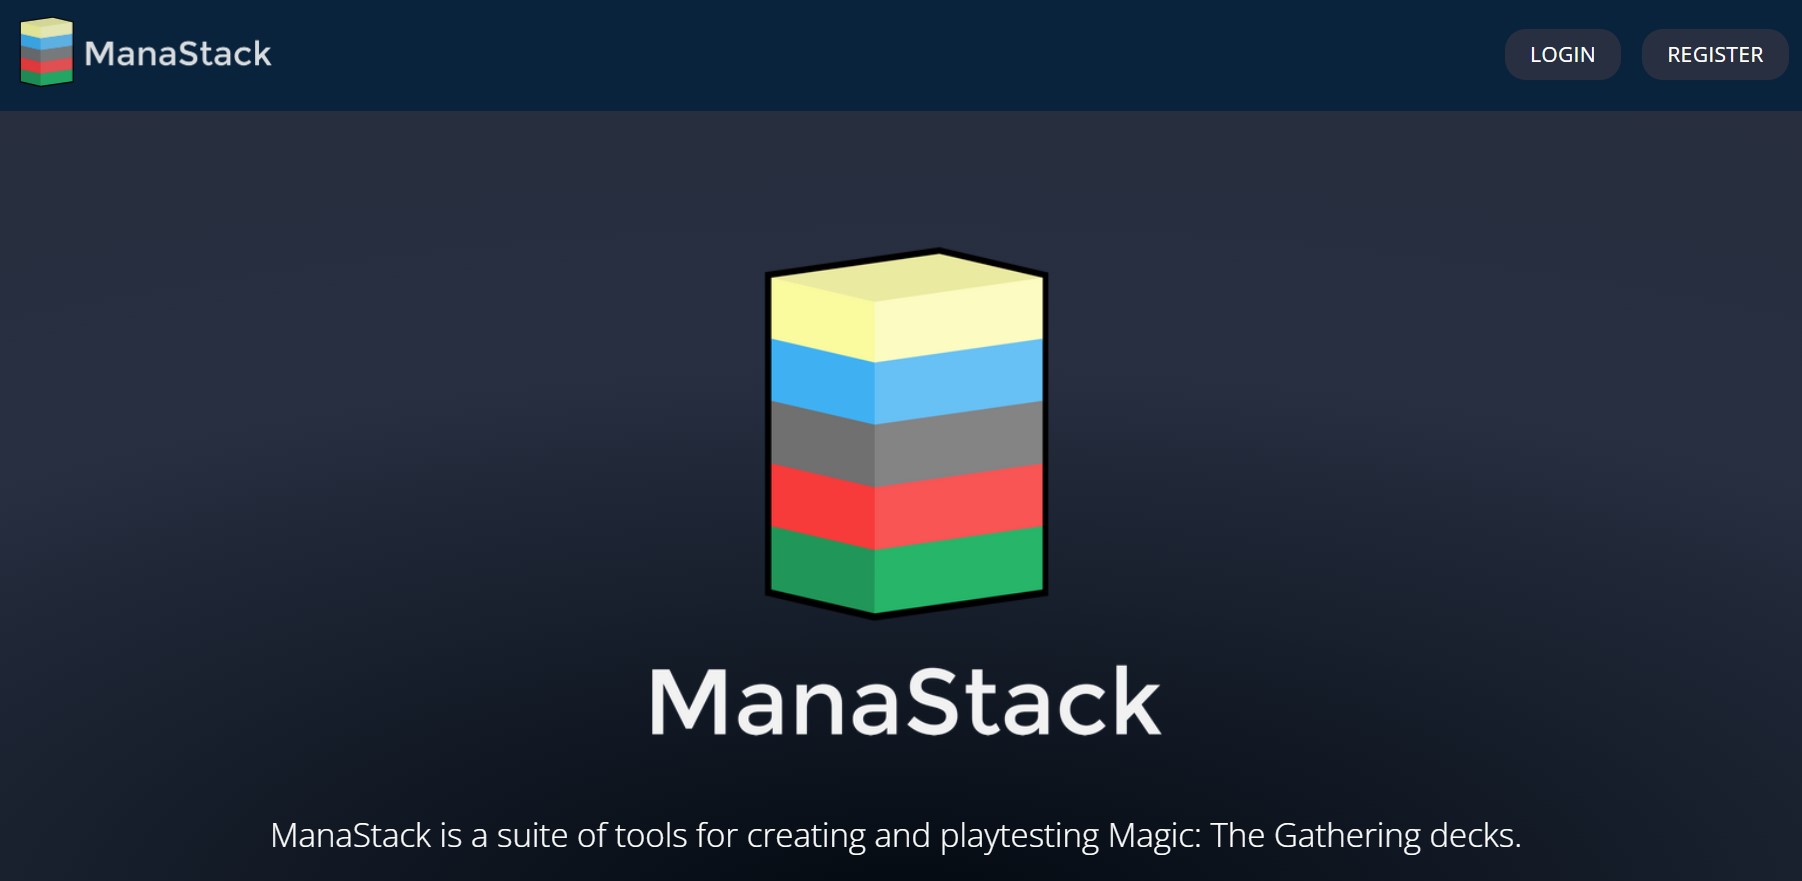 ManaStack
LOGIN
REGISTER
ManaStack
ManaStack is a suite of tools for creating and playtesting Magic: The Gathering decks.